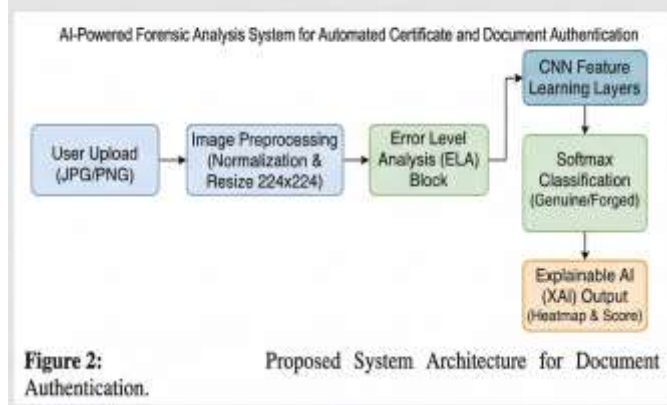 AI-Powered Forensic Analysis System for Automated Certificate and Document Authentication
User Upload
(JPG/PNG)
Image Preprocessing
(Normalization &
Resize 224x224)
Error Level
Analysis (ELA)
Block
CNN Feature
Learning Layers
Softmax
Classification
(Genuine/Forged)
Explainable AI
(XAI) Output
(Heatmap & Score)
Figure 2: Proposed System Architecture for Document
Authentication.